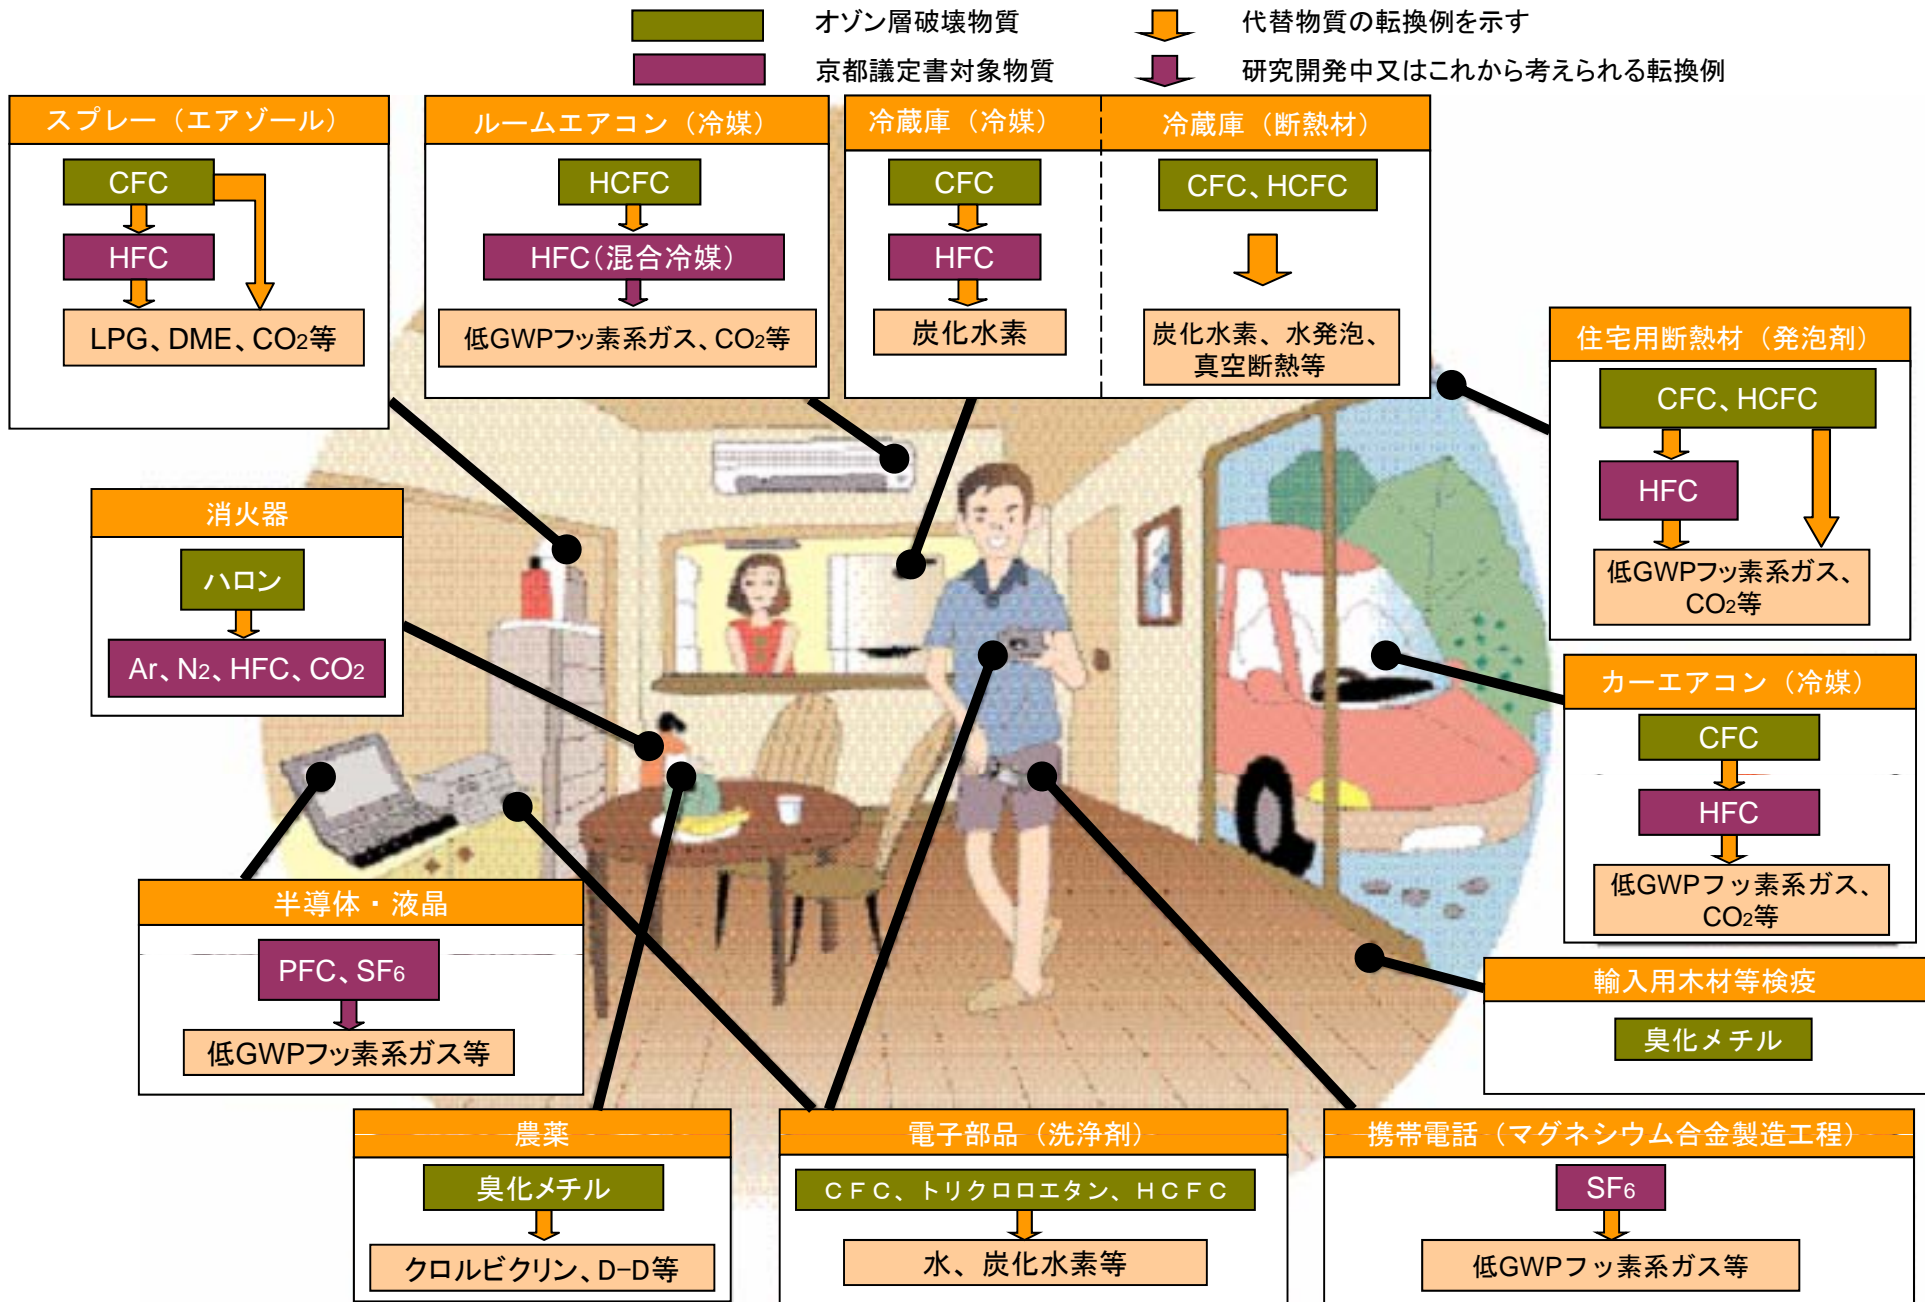 オゾン層破壊物質
代替物質の転換例を示す
京都議定書対象物質
研究開発中又はこれから考えられる転換例
スプレー（エアゾール）
CFC
HFC
LPG、DME、CO2等
ルームエアコン（冷媒）
HCFC
HFC（混合冷媒）
低GWPフッ素系ガス、CO2等
冷蔵庫（冷媒）
CFC
HFC
炭化水素
冷蔵庫（断熱材）
CFC、HCFC
炭化水素、水発泡、
真空断熱等
住宅用断熱材（発泡剤）
CFC、HCFC
HFC
低GWPフッ素系ガス、
CO2等
消火器
ハロン
Ar、N2、HFC、CO2
カーエアコン（冷媒）
CFC
HFC
低GWPフッ素系ガス、
CO2等
半導体・液晶
PFC、SF6
低GWPフッ素系ガス等
輸入用木材等検疫
臭化メチル
農薬
臭化メチル
クロルピクリン、D-D等
電子部品（洗浄剤）
ＣＦＣ、トリクロロエタン、ＨＣＦＣ
水、炭化水素等
携帯電話（マグネシウム合金製造工程）
SF6
低GWPフッ素系ガス等